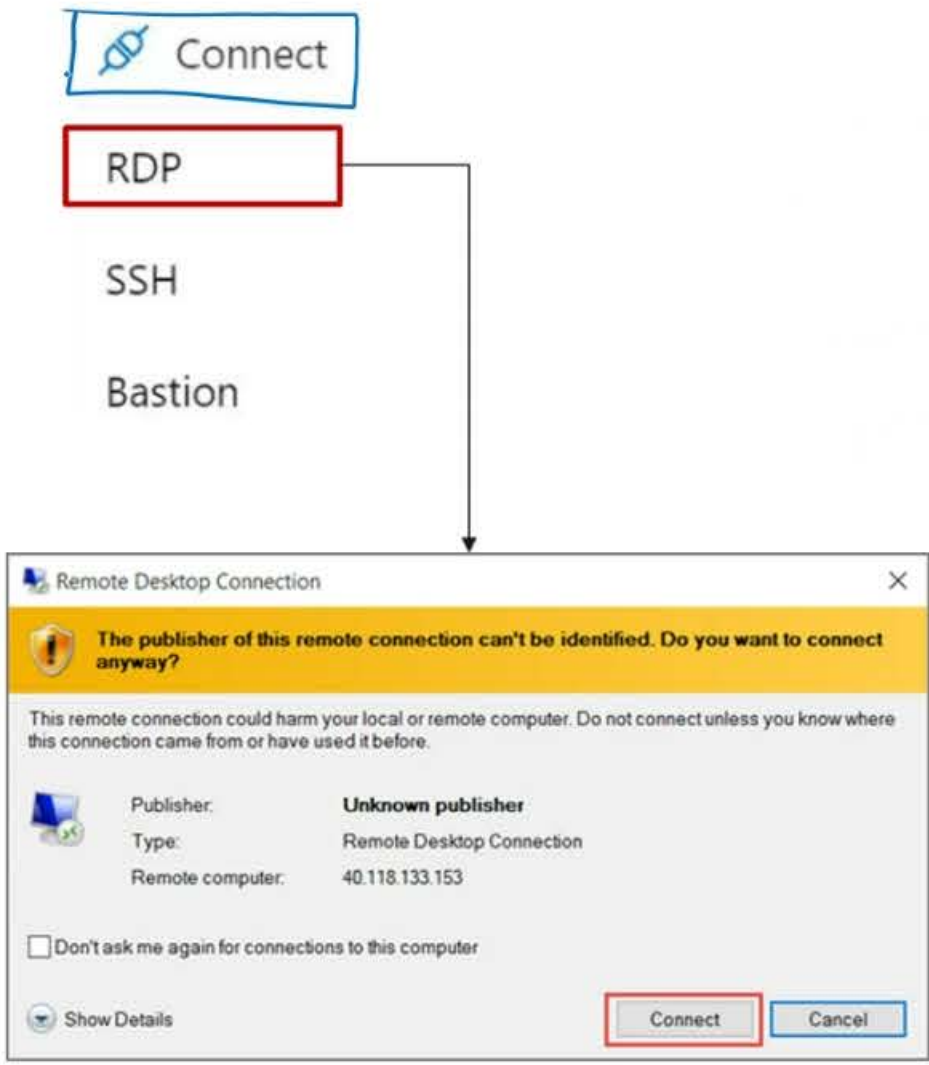 Connect
RDP
SSH
Bastion
Remote Desktop Connection
The publisher of this remote connection can't be identified. Do you want to connect
anyway?
This remote connection could harm your local or remote computer. Do not connect unless you know where
this connection came from or have used it before.
Publisher: Unknown publisher
Type: Remote Desktop Connection
Remote computer: 40.118.133.153
Don't ask me again for connections to this computer
Show Details Connect Cancel